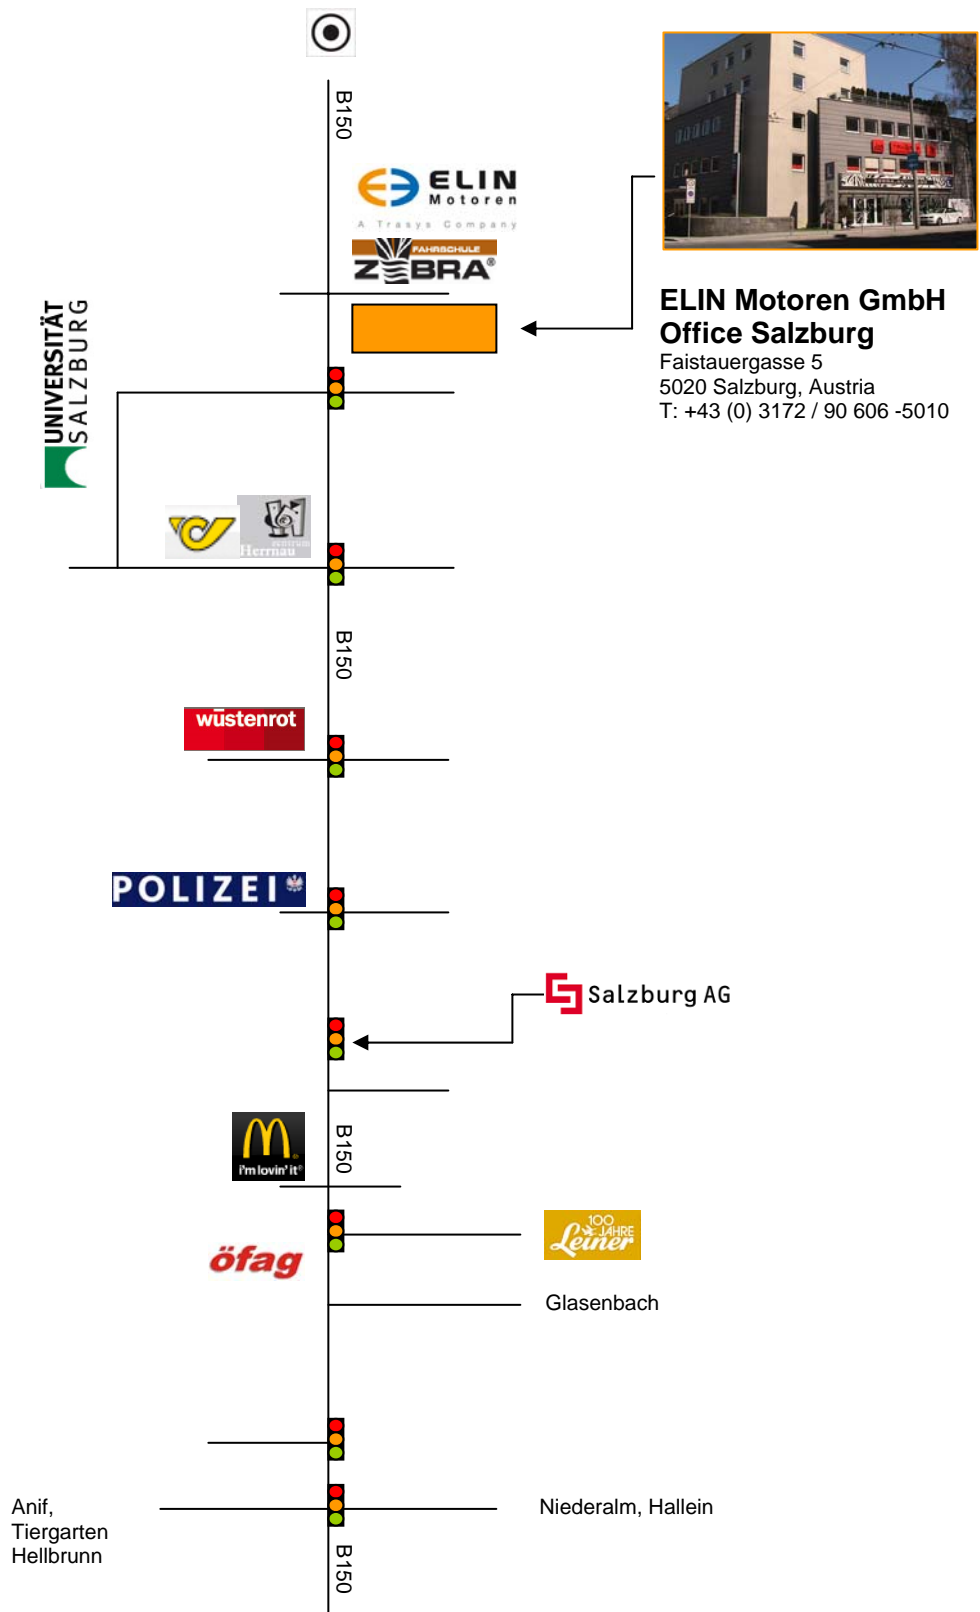 B150
ELIN
Motoren
A Trasys Company
FAHRSCHULE
ZEBRA®
ELIN Motoren GmbH
Office Salzburg
Faistauergasse 5
5020 Salzburg, Austria
T: +43 (0) 3172 / 90 606 -5010
UNIVERSITÄT
SALZBURG
zentrum
Herrnau
B150
wüstenrot
POLIZEI
Salzburg AG
B150
i'm lovin' it®
100
JAHRE
Leiner
öfag
Glasenbach
Anif,
Tiergarten
Hellbrunn
Niederalm, Hallein
B150